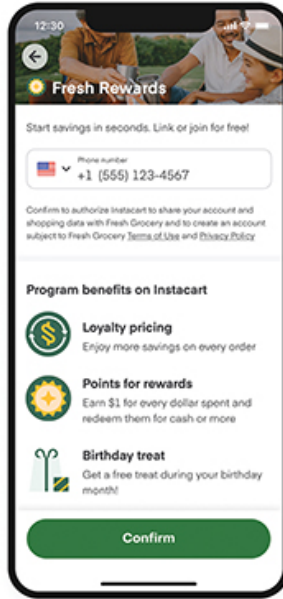 12:30
Fresh Rewards
Start savings in seconds. Link or join for free!
Phone number
+1 (555) 123-4567
Confirm to authorize Instacart to share your account and
shopping data with Fresh Grocery and to create an account
subject to Fresh Grocery Terms of Use and Privacy Policy
Program benefits on Instacart
Loyalty pricing
Enjoy more savings on every order
Points for rewards
Earn $1 for every dollar spent and
redeem them for cash or more
Birthday treat
Get a free treat during your birthday
month!
Confirm